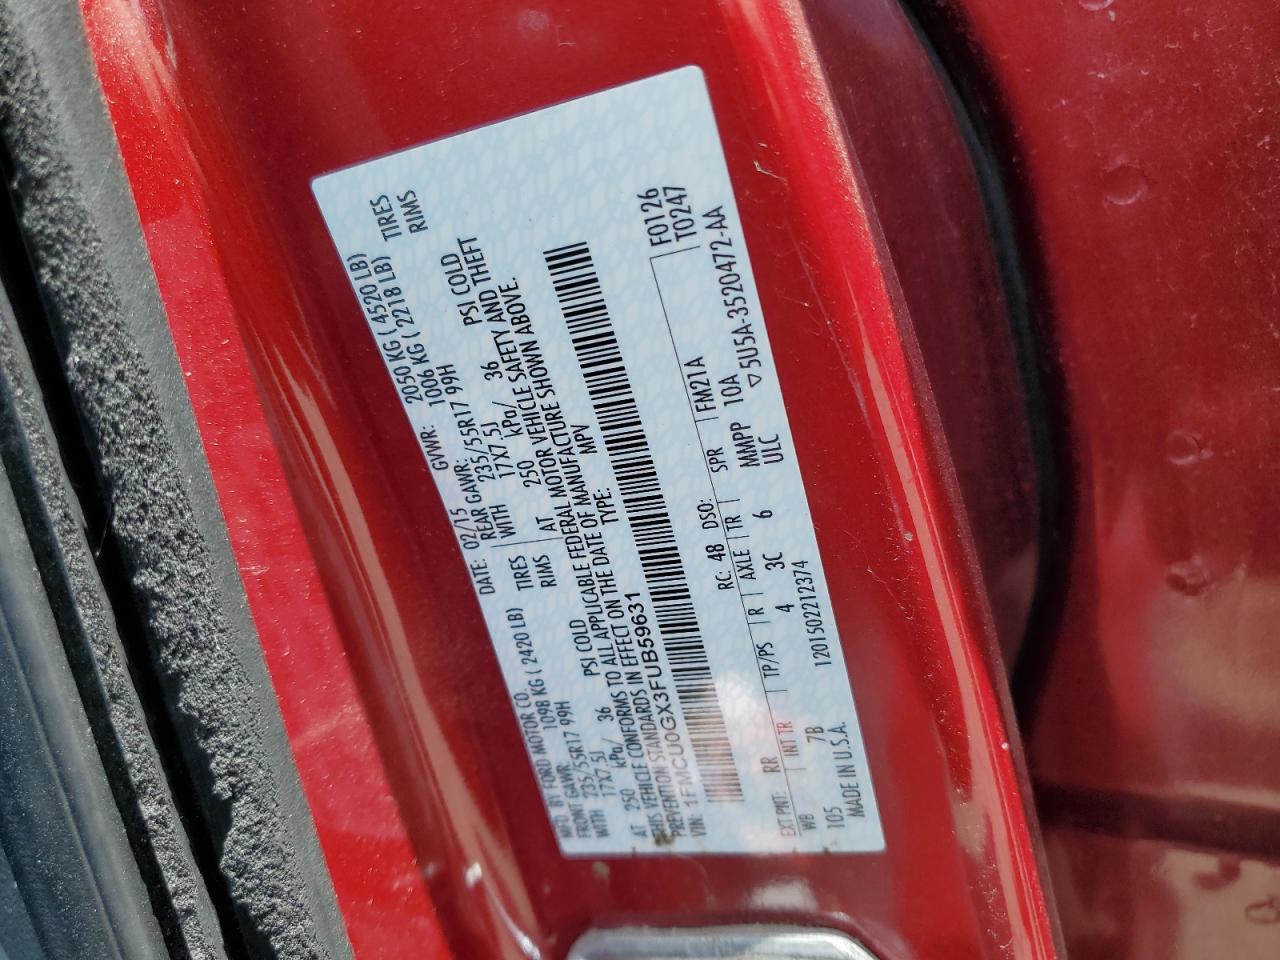 MFD. BY FORD MOTOR CO.
DATE: 02/15 GVWR: 2050 KG ( 4520 LB)
FRONT GAWR: 1098 KG ( 2420 LB) REAR GAWR: 1006 KG ( 2218 LB)
WITH 235/55R17 99H TIRES WITH 235/55R17 99H TIRES
17X7.5J RIMS 17X7.5J RIMS
AT 250 kPa/ 36 PSI COLD AT 250 kPa/ 36 PSI COLD
THIS VEHICLE CONFORMS TO ALL APPLICABLE FEDERAL MOTOR VEHICLE SAFETY AND THEFT
PREVENTION STANDARDS IN EFFECT ON THE DATE OF MANUFACTURE SHOWN ABOVE.
VIN: 1FMCU0GX3FUB59631 TYPE: MPV
F0126
T0247
EXT PNT: RR RC: 48 DSO:
WB INT TR TP/PS R AXLE TR SPR FM21A
7B 4 3C 6 MMPP 10A
105 1201502212374 ULC
MADE IN U.S.A. ▽5U5A-3520472-AA